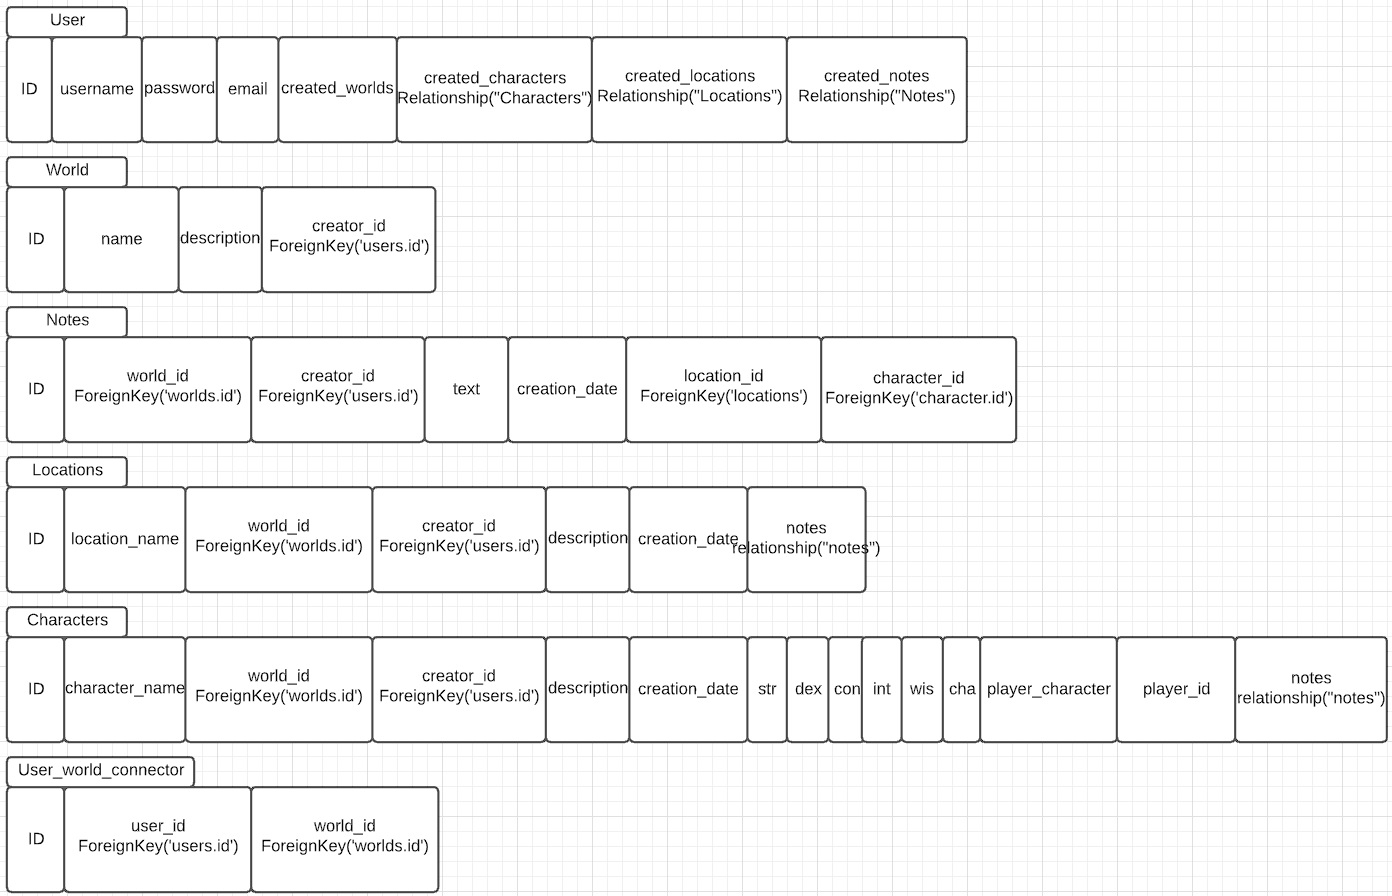 User
ID
username
password
email
created_worlds
created_characters
Relationship("Characters")
created_locations
Relationship("Locations")
created_notes
Relationship("Notes")
World
ID
name
description
creator_id
ForeignKey('users.id')
Notes
ID
world_id
ForeignKey('worlds.id')
creator_id
ForeignKey('users.id')
text
creation_date
location_id
ForeignKey('locations')
character_id
ForeignKey('character.id')
Locations
ID
location_name
world_id
ForeignKey('worlds.id')
creator_id
ForeignKey('users.id')
description
creation_date
notes
relationship("notes")
Characters
ID
character_name
world_id
ForeignKey('worlds.id')
creator_id
ForeignKey('users.id')
description
creation_date
str
dex
con
int
wis
cha
player_character
player_id
notes
relationship("notes")
User_world_connector
ID
user_id
ForeignKey('users.id')
world_id
ForeignKey('worlds.id')